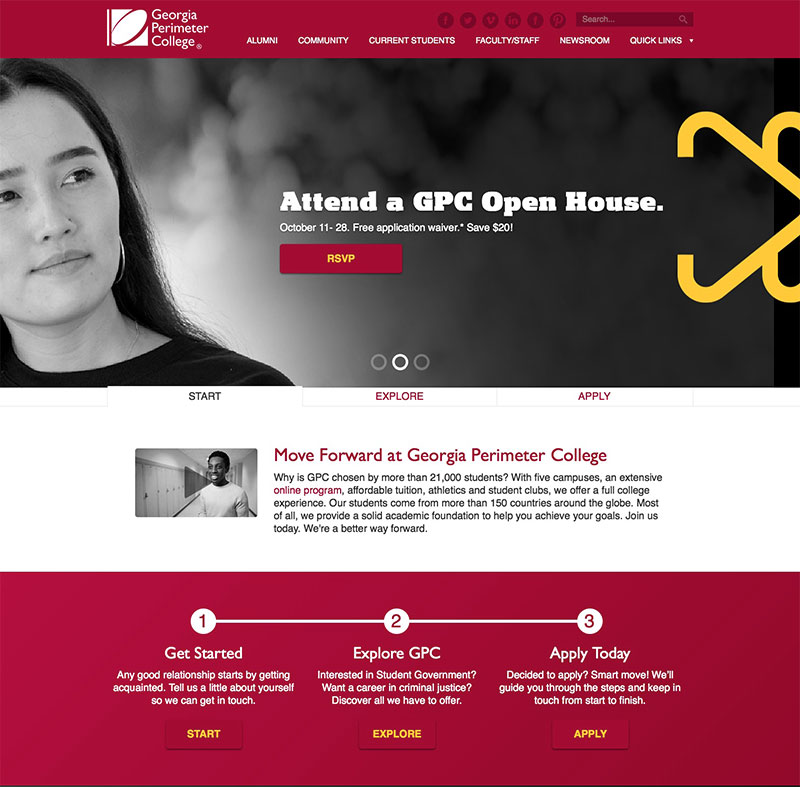 Georgia
Perimeter
College®
Search...
ALUMNI COMMUNITY CURRENT STUDENTS FACULTY/STAFF NEWSROOM QUICK LINKS
Attend a GPC Open House.
October 11- 28. Free application waiver.* Save $20!
RSVP
START EXPLORE APPLY
Move Forward at Georgia Perimeter College
Why is GPC chosen by more than 21,000 students? With five campuses, an extensive
online program, affordable tuition, athletics and student clubs, we offer a full college
experience. Our students come from more than 150 countries around the globe. Most
of all, we provide a solid academic foundation to help you achieve your goals. Join us
today. We're a better way forward.
1 2 3
Get Started
Any good relationship starts by getting
acquainted. Tell us a little about yourself
so we can get in touch.
START
Explore GPC
Interested in Student Government?
Want a career in criminal justice?
Discover all we have to offer.
EXPLORE
Apply Today
Decided to apply? Smart move! We'll
guide you through the steps and keep in
touch from start to finish.
APPLY